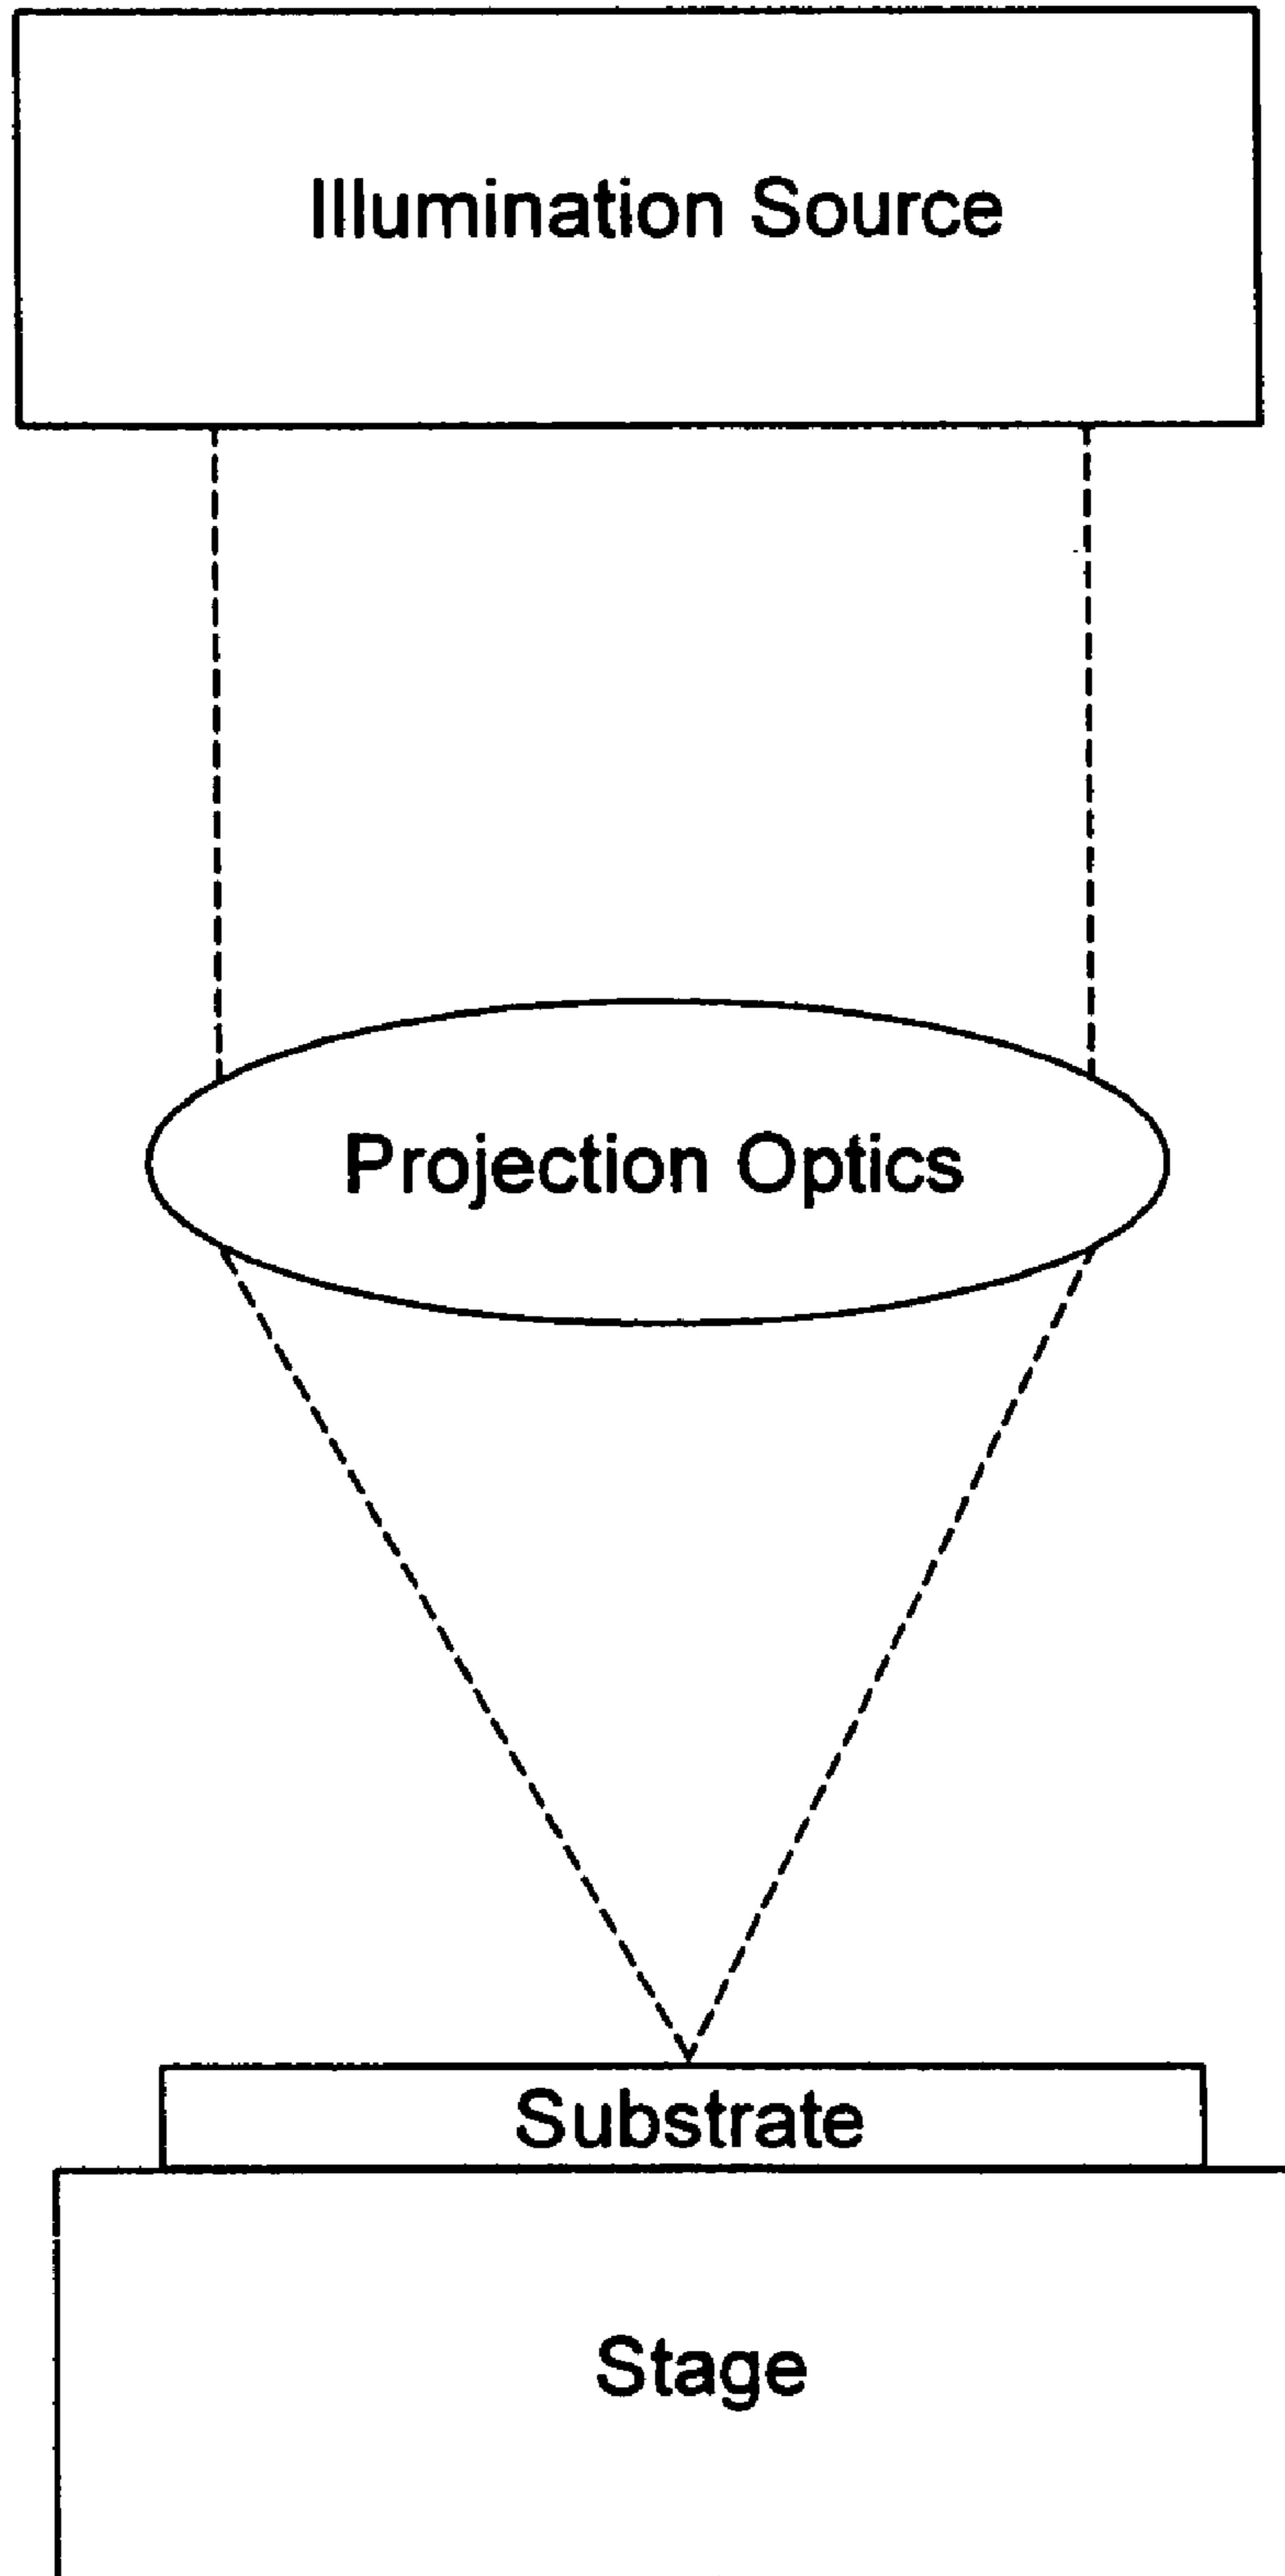 Illumination Source
Projection Optics
Substrate
Stage